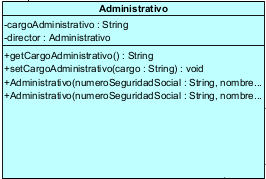 Administrativo
-cargoAdministrativo : String
-director : Administrativo
+getCargoAdministrativo() : String
+setCargoAdministrativo(cargo : String) : void
+Administrativo(numeroSeguridadSocial : String, nombre...
+Administrativo(numeroSeguridadSocial : String, nombre...